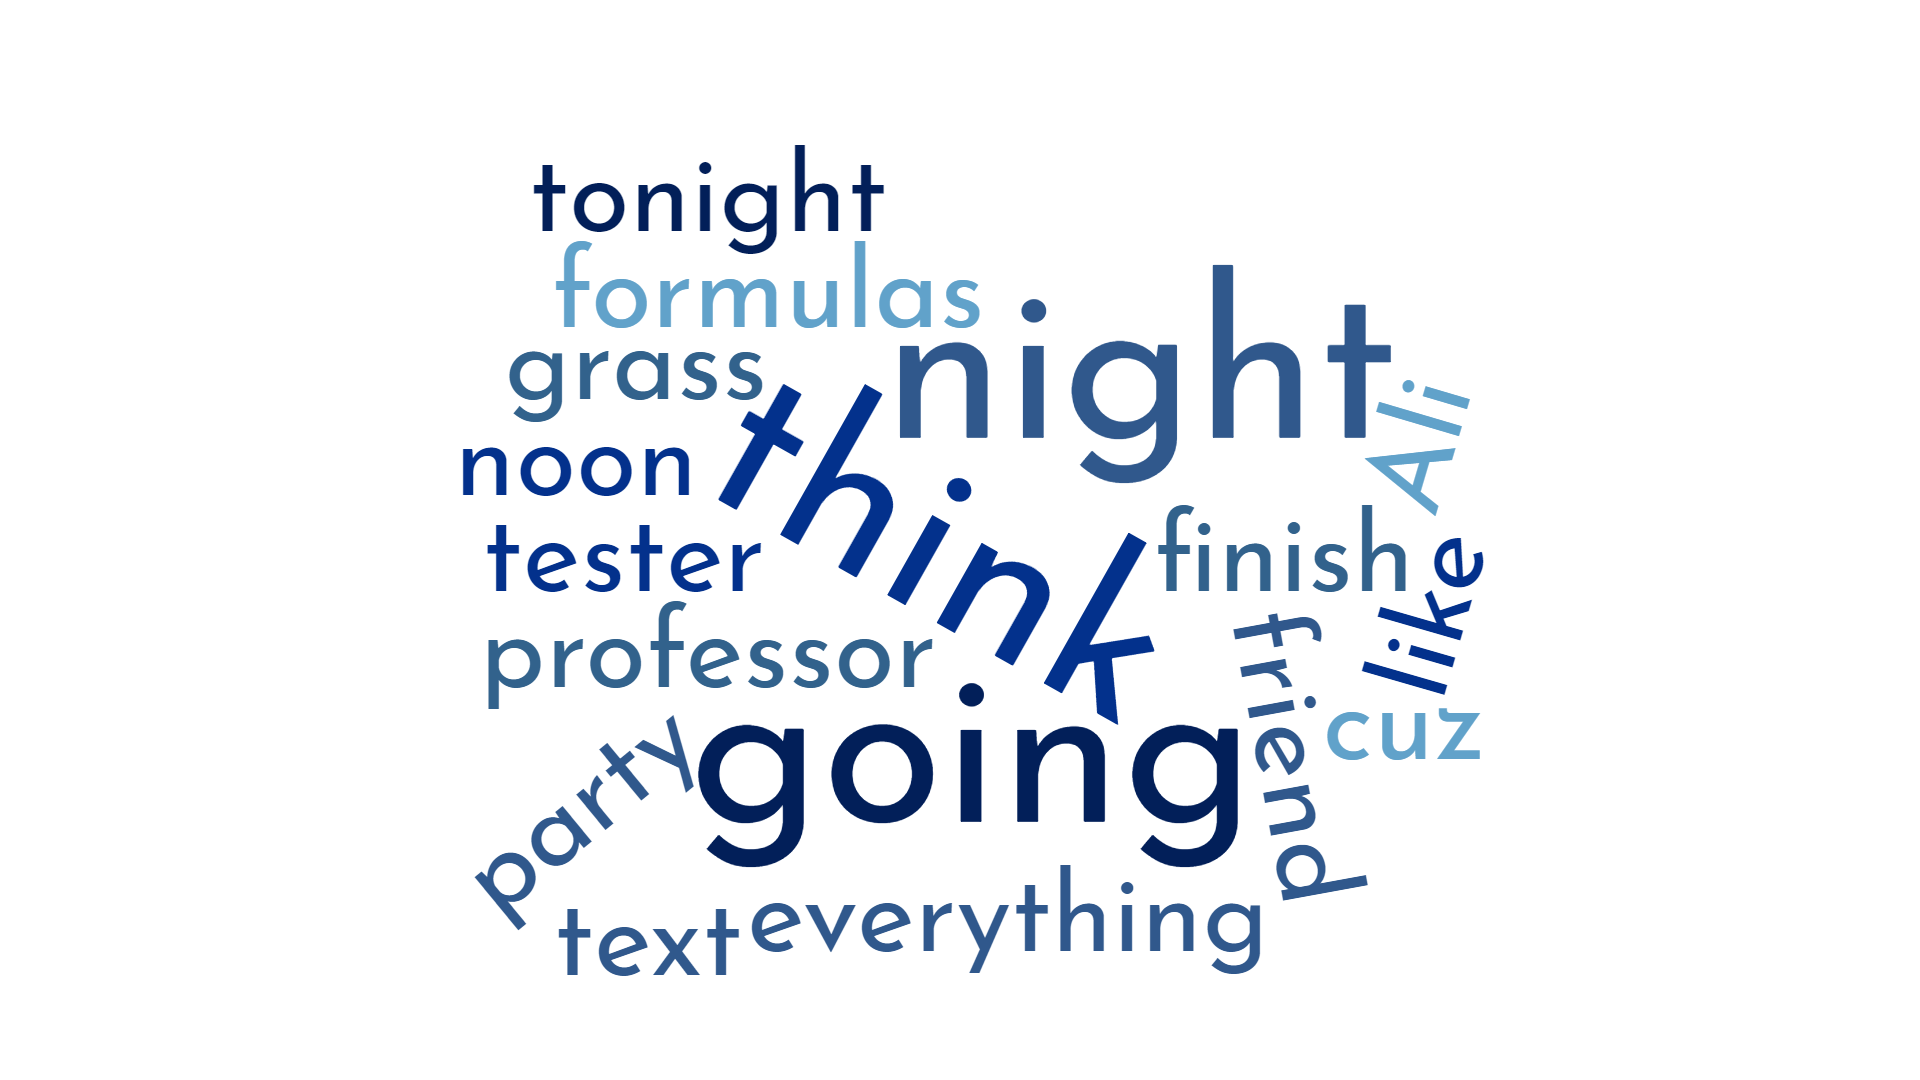 tonight
formulas
night
grass
think
Ali
noon
finish
tester
like
professor
friend
going
cuz
party
everything
text